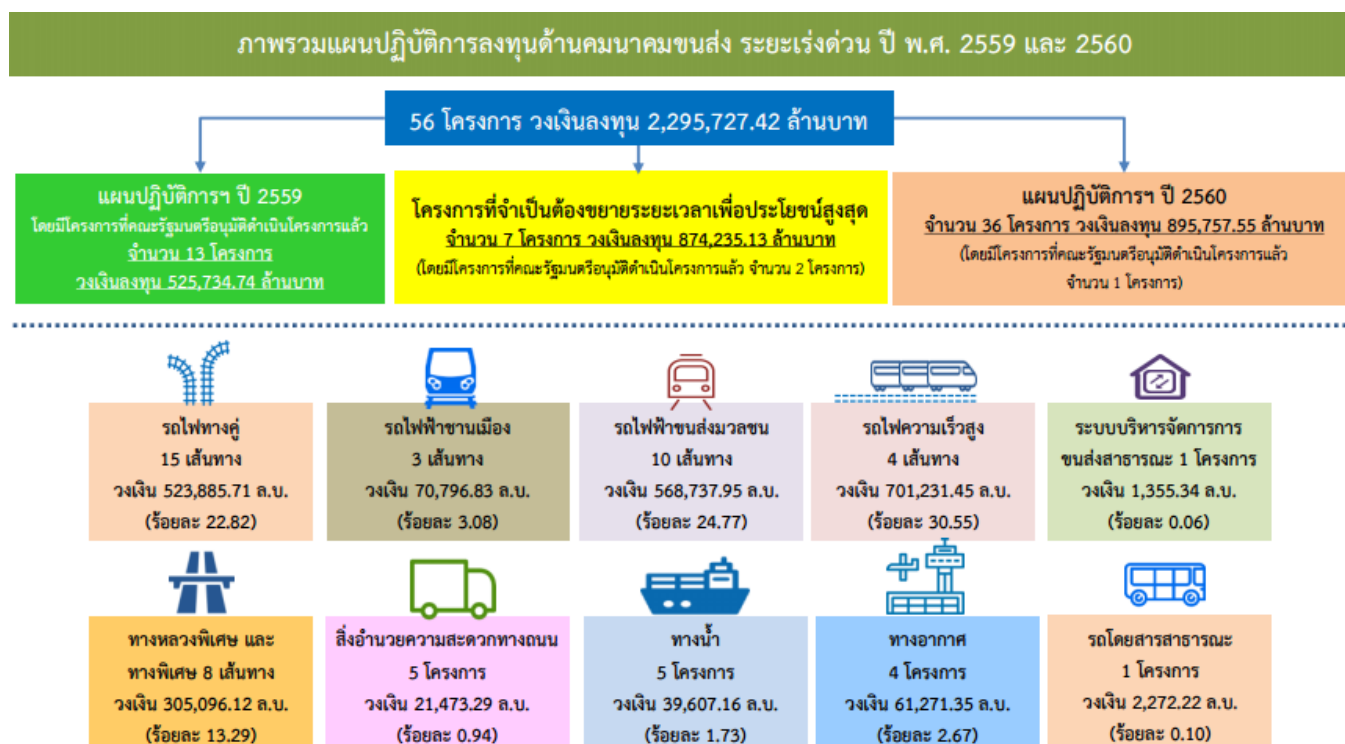 ภาพรวมแผนปฏิบัติการลงทุนด้านคมนาคมขนส่ง ระยะเร่งด่วน ปี พ.ศ. 2559 และ 2560
56 โครงการ วงเงินลงทุน 2,295,727.42 ล้านบาท
แผนปฏิบัติการฯ ปี 2559
โดยมีโครงการที่คณะรัฐมนตรีอนุมัติดำเนินโครงการแล้ว
จำนวน 13 โครงการ
วงเงินลงทุน 525,734.74 ล้านบาท
โครงการที่จำเป็นต้องขยายระยะเวลาเพื่อประโยชน์สูงสุด
จำนวน 7 โครงการ วงเงินลงทุน 874,235.13 ล้านบาท
(โดยมีโครงการที่คณะรัฐมนตรีอนุมัติดำเนินโครงการแล้ว จำนวน 2 โครงการ)
แผนปฏิบัติการฯ ปี 2560
จำนวน 36 โครงการ วงเงินลงทุน 895,757.55 ล้านบาท
(โดยมีโครงการที่คณะรัฐมนตรีอนุมัติดำเนินโครงการแล้ว
จำนวน 1 โครงการ)
รถไฟทางคู่
15 เส้นทาง
วงเงิน 523,885.71 ล.บ.
(ร้อยละ 22.82)
รถไฟฟ้าชานเมือง
3 เส้นทาง
วงเงิน 70,796.83 ล.บ.
(ร้อยละ 3.08)
รถไฟฟ้าขนส่งมวลชน
10 เส้นทาง
วงเงิน 568,737.95 ล.บ.
(ร้อยละ 24.77)
รถไฟความเร็วสูง
4 เส้นทาง
วงเงิน 701,231.45 ล.บ.
(ร้อยละ 30.55)
ระบบบริหารจัดการการ
ขนส่งสาธารณะ 1 โครงการ
วงเงิน 1,355.34 ล.บ.
(ร้อยละ 0.06)
ทางหลวงพิเศษ และ
ทางพิเศษ 8 เส้นทาง
วงเงิน 305,096.12 ล.บ.
(ร้อยละ 13.29)
สิ่งอำนวยความสะดวกทางถนน
5 โครงการ
วงเงิน 21,473.29 ล.บ.
(ร้อยละ 0.94)
ทางน้ำ
5 โครงการ
วงเงิน 39,607.16 ล.บ.
(ร้อยละ 1.73)
ทางอากาศ
4 โครงการ
วงเงิน 61,271.35 ล.บ.
(ร้อยละ 2.67)
รถโดยสารสาธารณะ
1 โครงการ
วงเงิน 2,272.22 ล.บ.
(ร้อยละ 0.10)